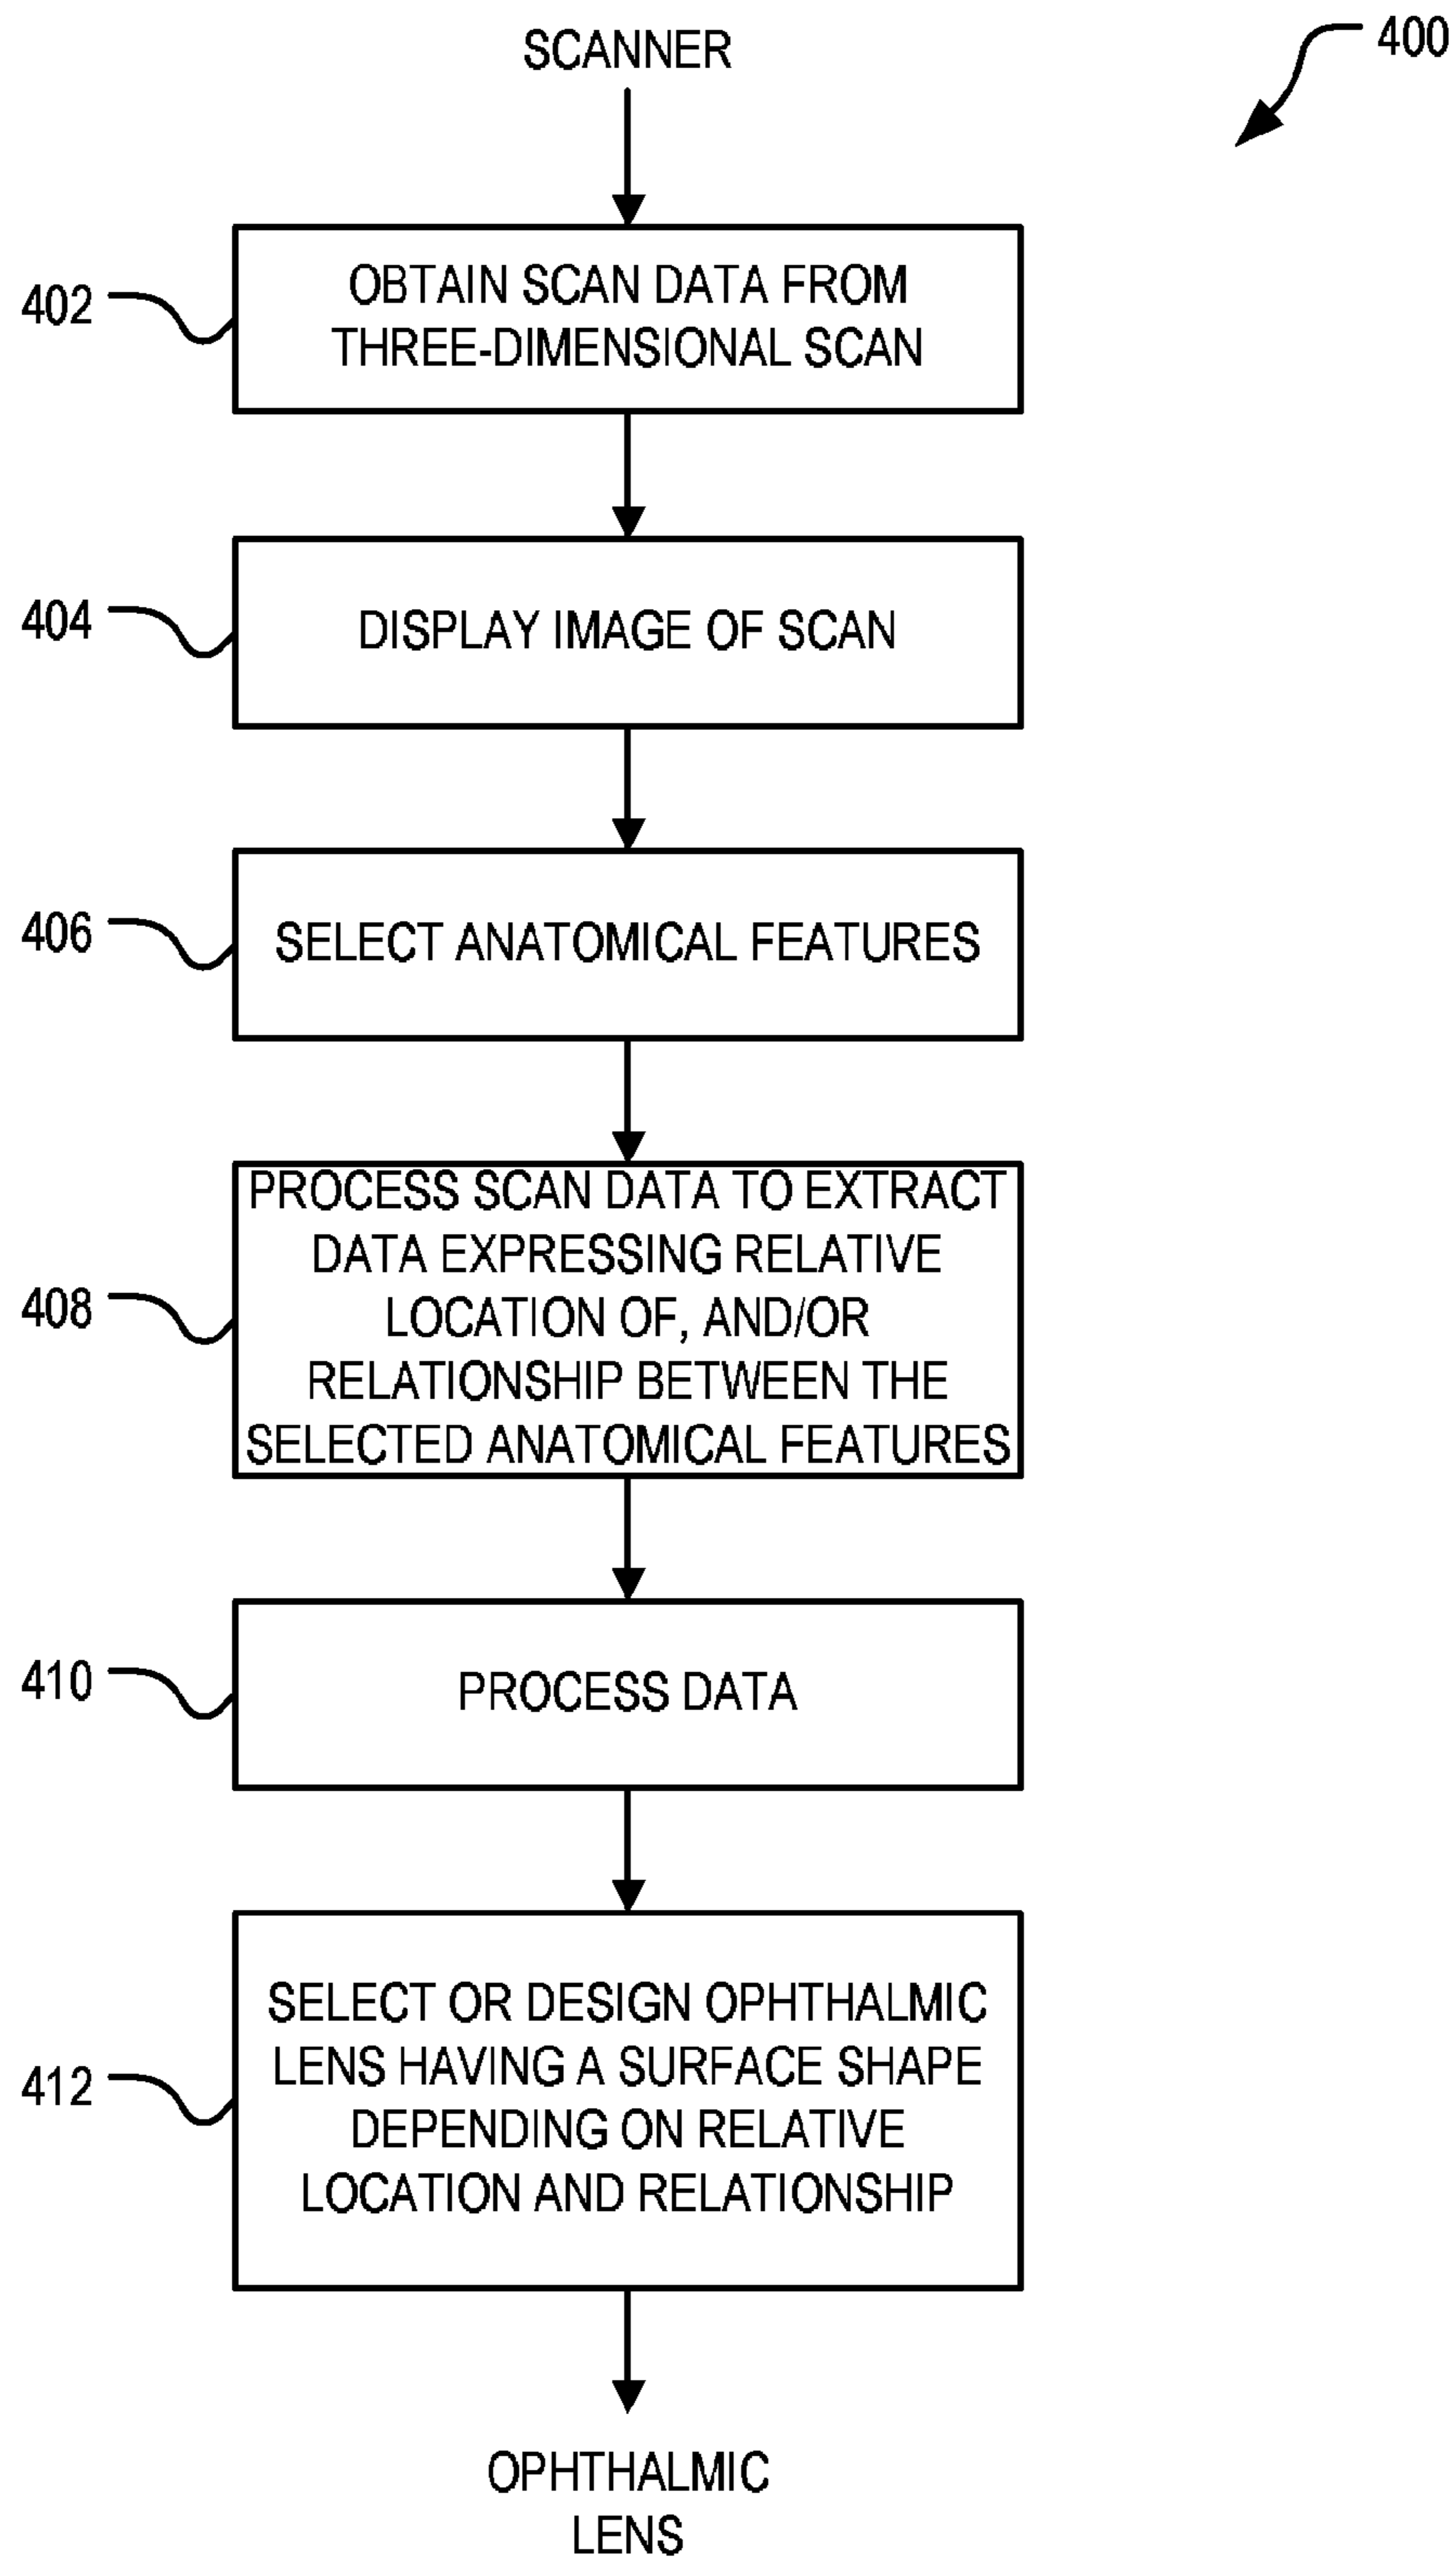 SCANNER
400
402
OBTAIN SCAN DATA FROM
THREE-DIMENSIONAL SCAN
404
DISPLAY IMAGE OF SCAN
406
SELECT ANATOMICAL FEATURES
408
PROCESS SCAN DATA TO EXTRACT
DATA EXPRESSING RELATIVE
LOCATION OF, AND/OR
RELATIONSHIP BETWEEN THE
SELECTED ANATOMICAL FEATURES
410
PROCESS DATA
412
SELECT OR DESIGN OPHTHALMIC
LENS HAVING A SURFACE SHAPE
DEPENDING ON RELATIVE
LOCATION AND RELATIONSHIP
OPHTHALMIC
LENS